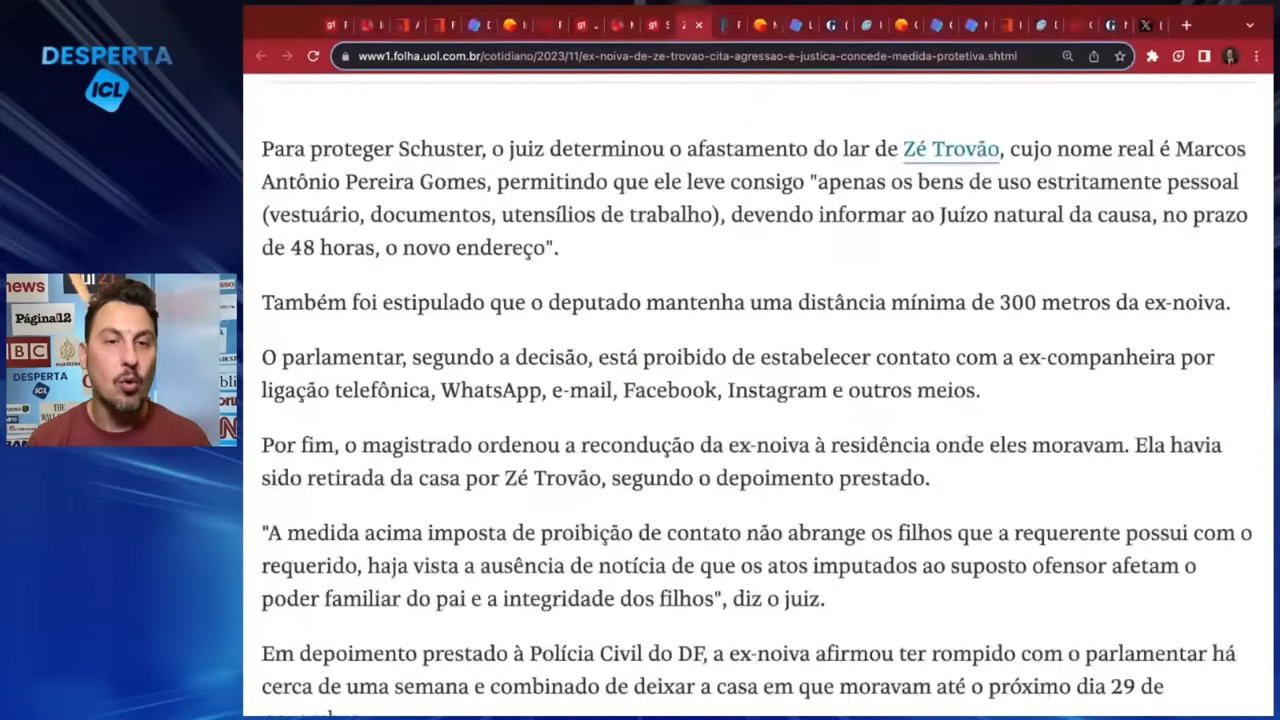 DESPERTA
ICL
www1.folha.uol.com.br/cotidiano/2023/11/ex-noiva-de-ze-trovao-cita-agressao-e-justica-concede-medida-protetiva.shtml
Para proteger Schuster, o juiz determinou o afastamento do lar de Zé Trovão, cujo nome real é Marcos
Antônio Pereira Gomes, permitindo que ele leve consigo "apenas os bens de uso estritamente pessoal
(vestuário, documentos, utensílios de trabalho), devendo informar ao Juízo natural da causa, no prazo
de 48 horas, o novo endereço".
Também foi estipulado que o deputado mantenha uma distância mínima de 300 metros da ex-noiva.
O parlamentar, segundo a decisão, está proibido de estabelecer contato com a ex-companheira por
ligação telefônica, WhatsApp, e-mail, Facebook, Instagram e outros meios.
Por fim, o magistrado ordenou a recondução da ex-noiva à residência onde eles moravam. Ela havia
sido retirada da casa por Zé Trovão, segundo o depoimento prestado.
"A medida acima imposta de proibição de contato não abrange os filhos que a requerente possui com o
requerido, haja vista a ausência de notícia de que os atos imputados ao suposto ofensor afetam o
poder familiar do pai e a integridade dos filhos", diz o juiz.
Em depoimento prestado à Polícia Civil do DF, a ex-noiva afirmou ter rompido com o parlamentar há
cerca de uma semana e combinado de deixar a casa em que moravam até o próximo dia 29 de
news
Página12
BBC
DESPERTA
ICL
THE